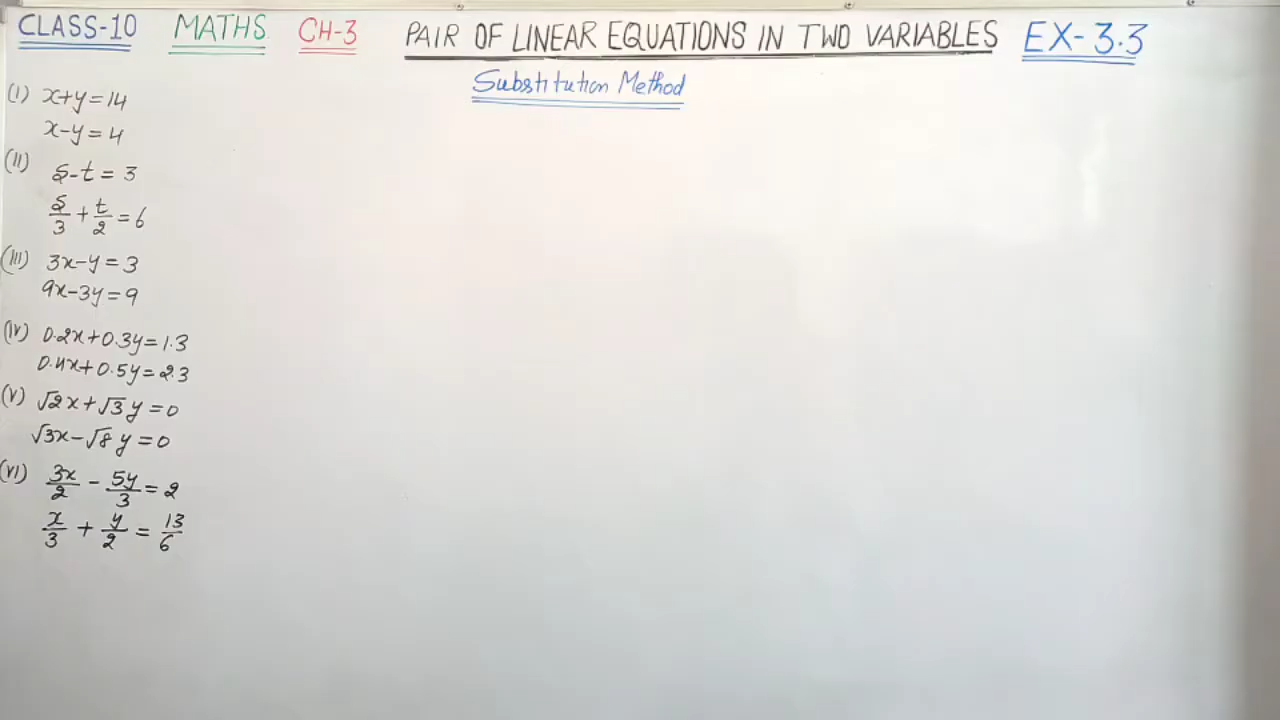 CLASS-10 MATHS CH-3 PAIR OF LINEAR EQUATIONS IN TWO VARIABLES EX-3.3
Substitution Method
(I) x+y=14
x-y=4
(II) s-t=3
s/3+t/2=6
(III) 3x-y=3
9x-3y=9
(IV) 0.2x+0.3y=1.3
0.4x+0.5y=2.3
(V) √2x+√3y=0
√3x-√8y=0
(VI) 3x/2-5y/3=2
x/3+y/2=13/6